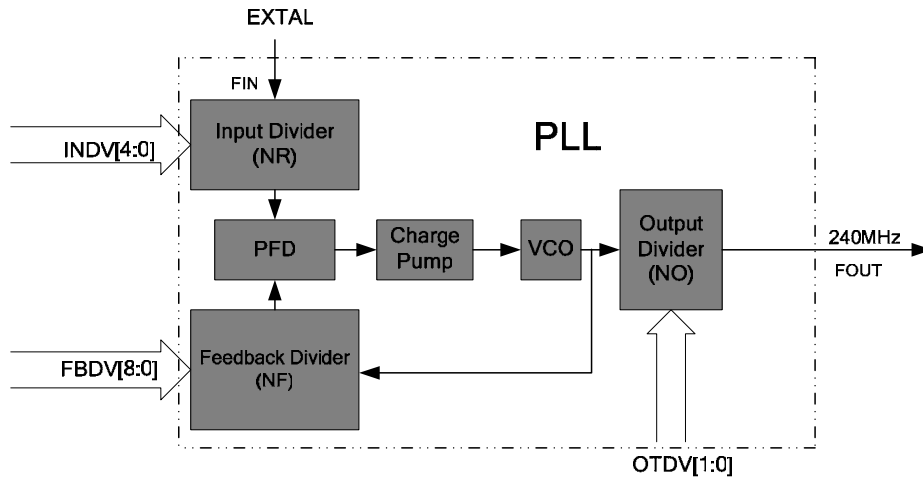 EXTAL
FIN
PLL
Input Divider
(NR)
INDV[4:0]
PFD
Charge
Pump
VCO
Output
Divider
(NO)
240MHz
FOUT
Feedback Divider
(NF)
FBDV[8:0]
OTDV[1:0]